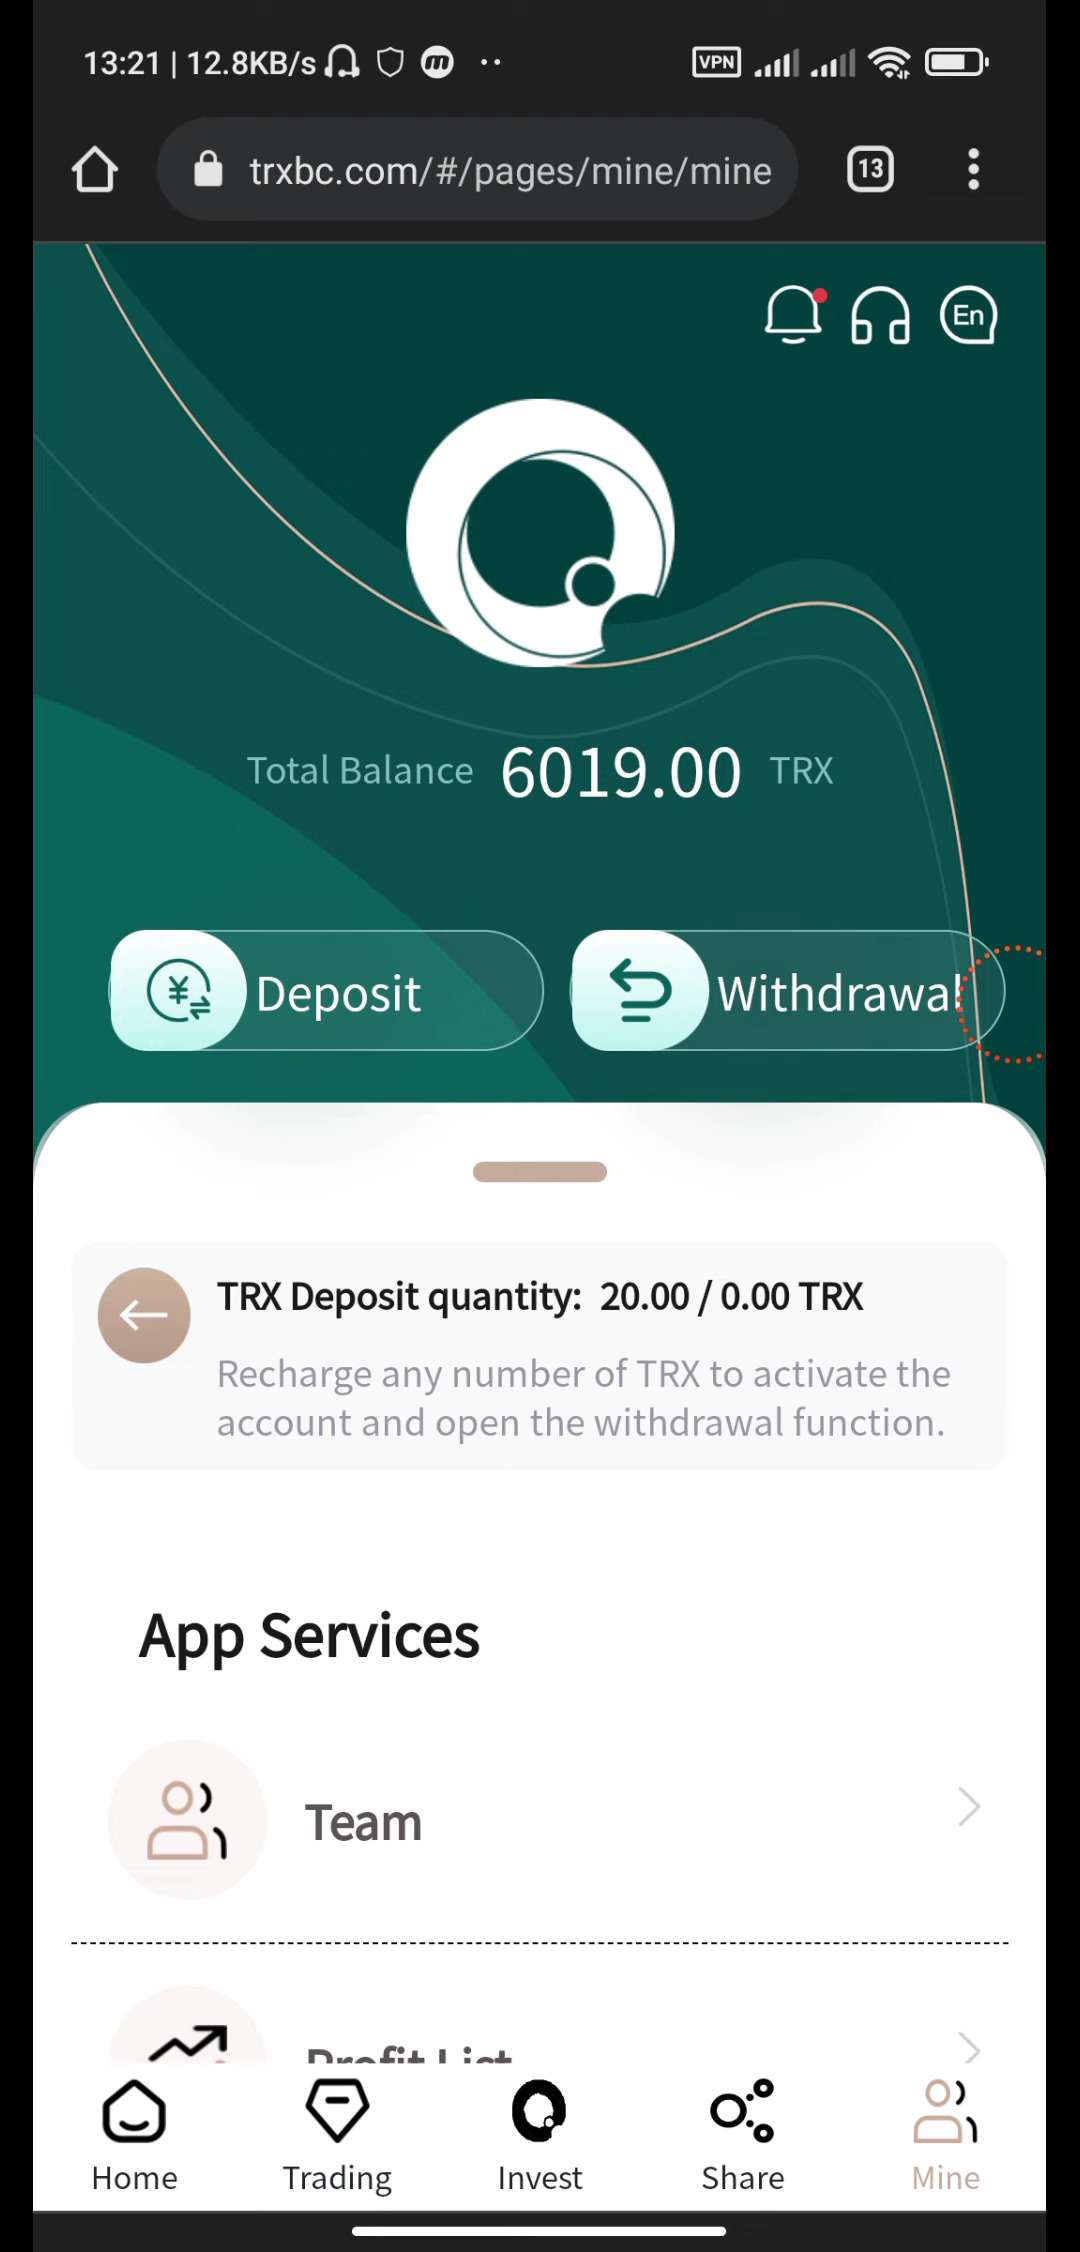 13:21 | 12.8KB/s
VPN
trxbc.com/#/pages/mine/mine
13
En
Total Balance 6019.00 TRX
Deposit
Withdrawal
TRX Deposit quantity: 20.00 / 0.00 TRX
Recharge any number of TRX to activate the
account and open the withdrawal function.
App Services
Team
Profit List
Home
Trading
Invest
Share
Mine